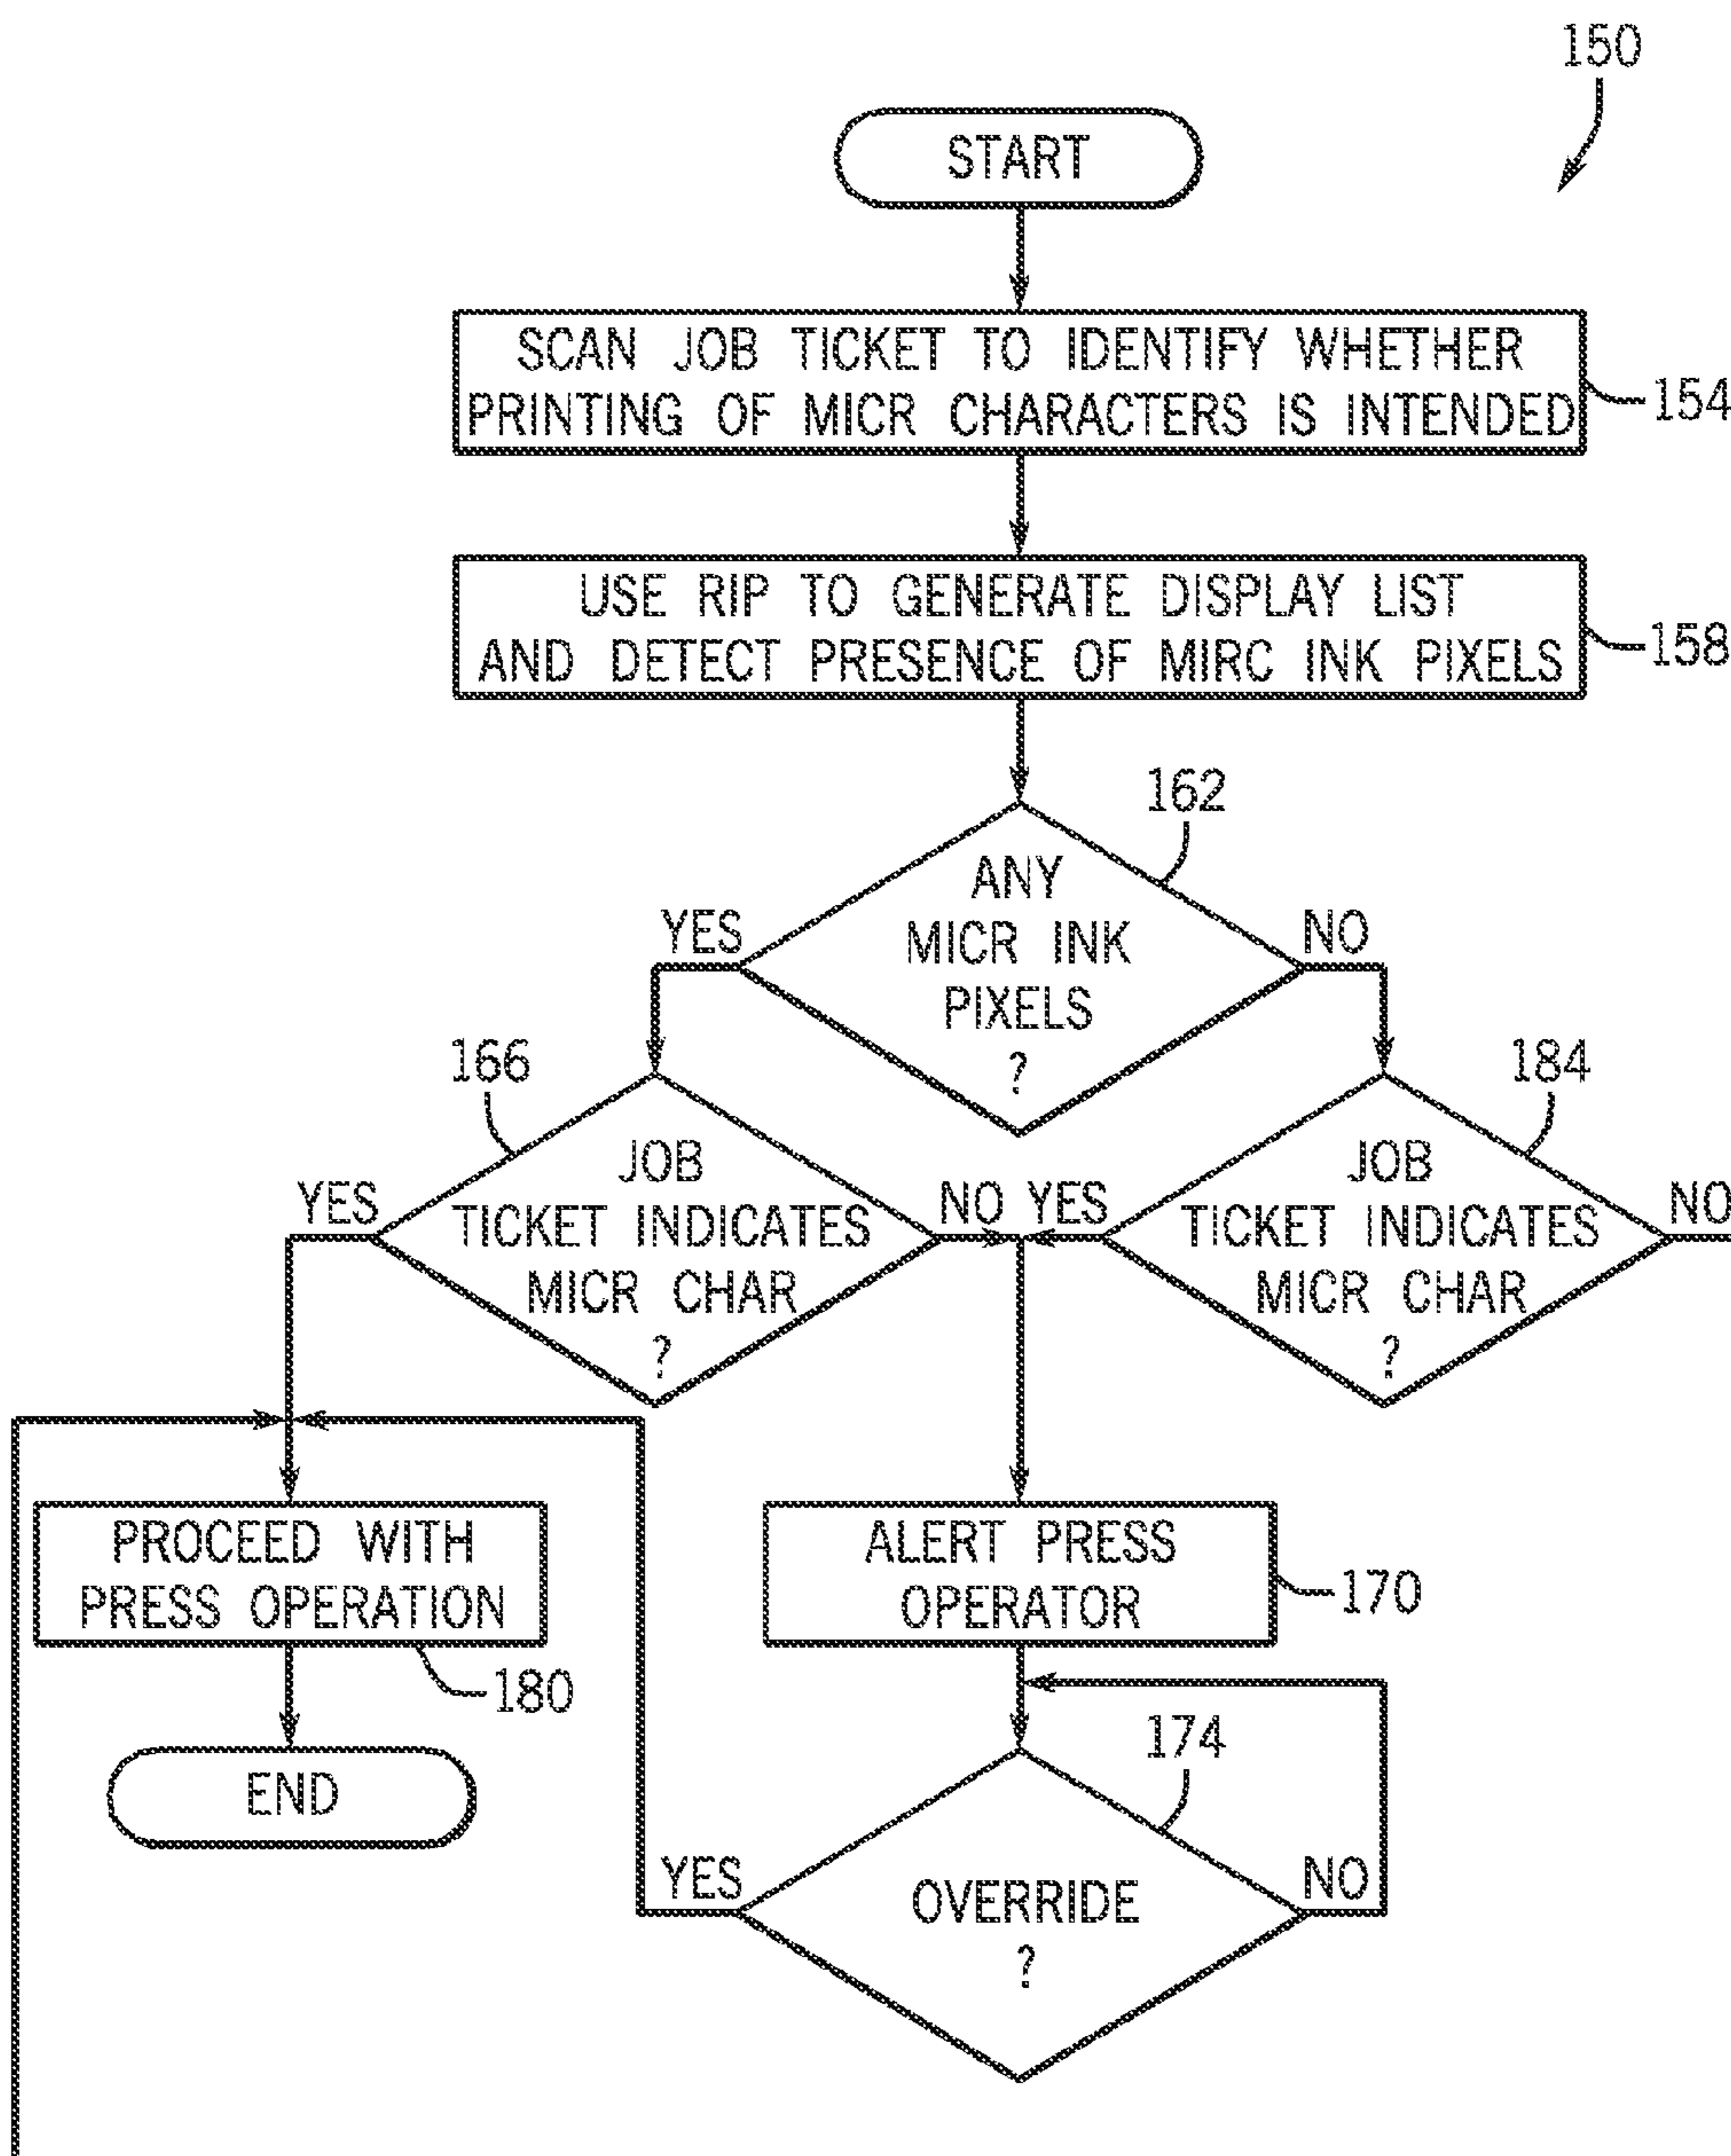 150
START
SCAN JOB TICKET TO IDENTIFY WHETHER
PRINTING OF MICR CHARACTERS IS INTENDED
154
USE RIP TO GENERATE DISPLAY LIST
AND DETECT PRESENCE OF MIRC INK PIXELS
158
162
ANY
MICR INK
PIXELS
?
YES
NO
166
JOB
TICKET INDICATES
MICR CHAR
?
YES
NO
184
JOB
TICKET INDICATES
MICR CHAR
?
YES
NO
PROCEED WITH
PRESS OPERATION
180
END
ALERT PRESS
OPERATOR
170
174
OVERRIDE
?
YES
NO